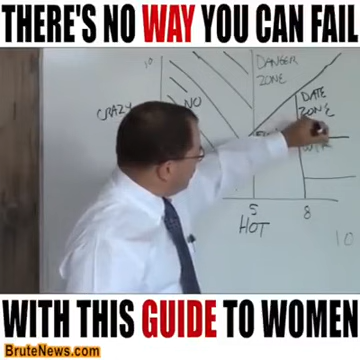 THERE'S NO WAY YOU CAN FAIL
10
DANGER
ZONE
NO
CRAZY
DATE
ZONE
5
8
HOT
10
WITH THIS GUIDE TO WOMEN
BruteNews.com